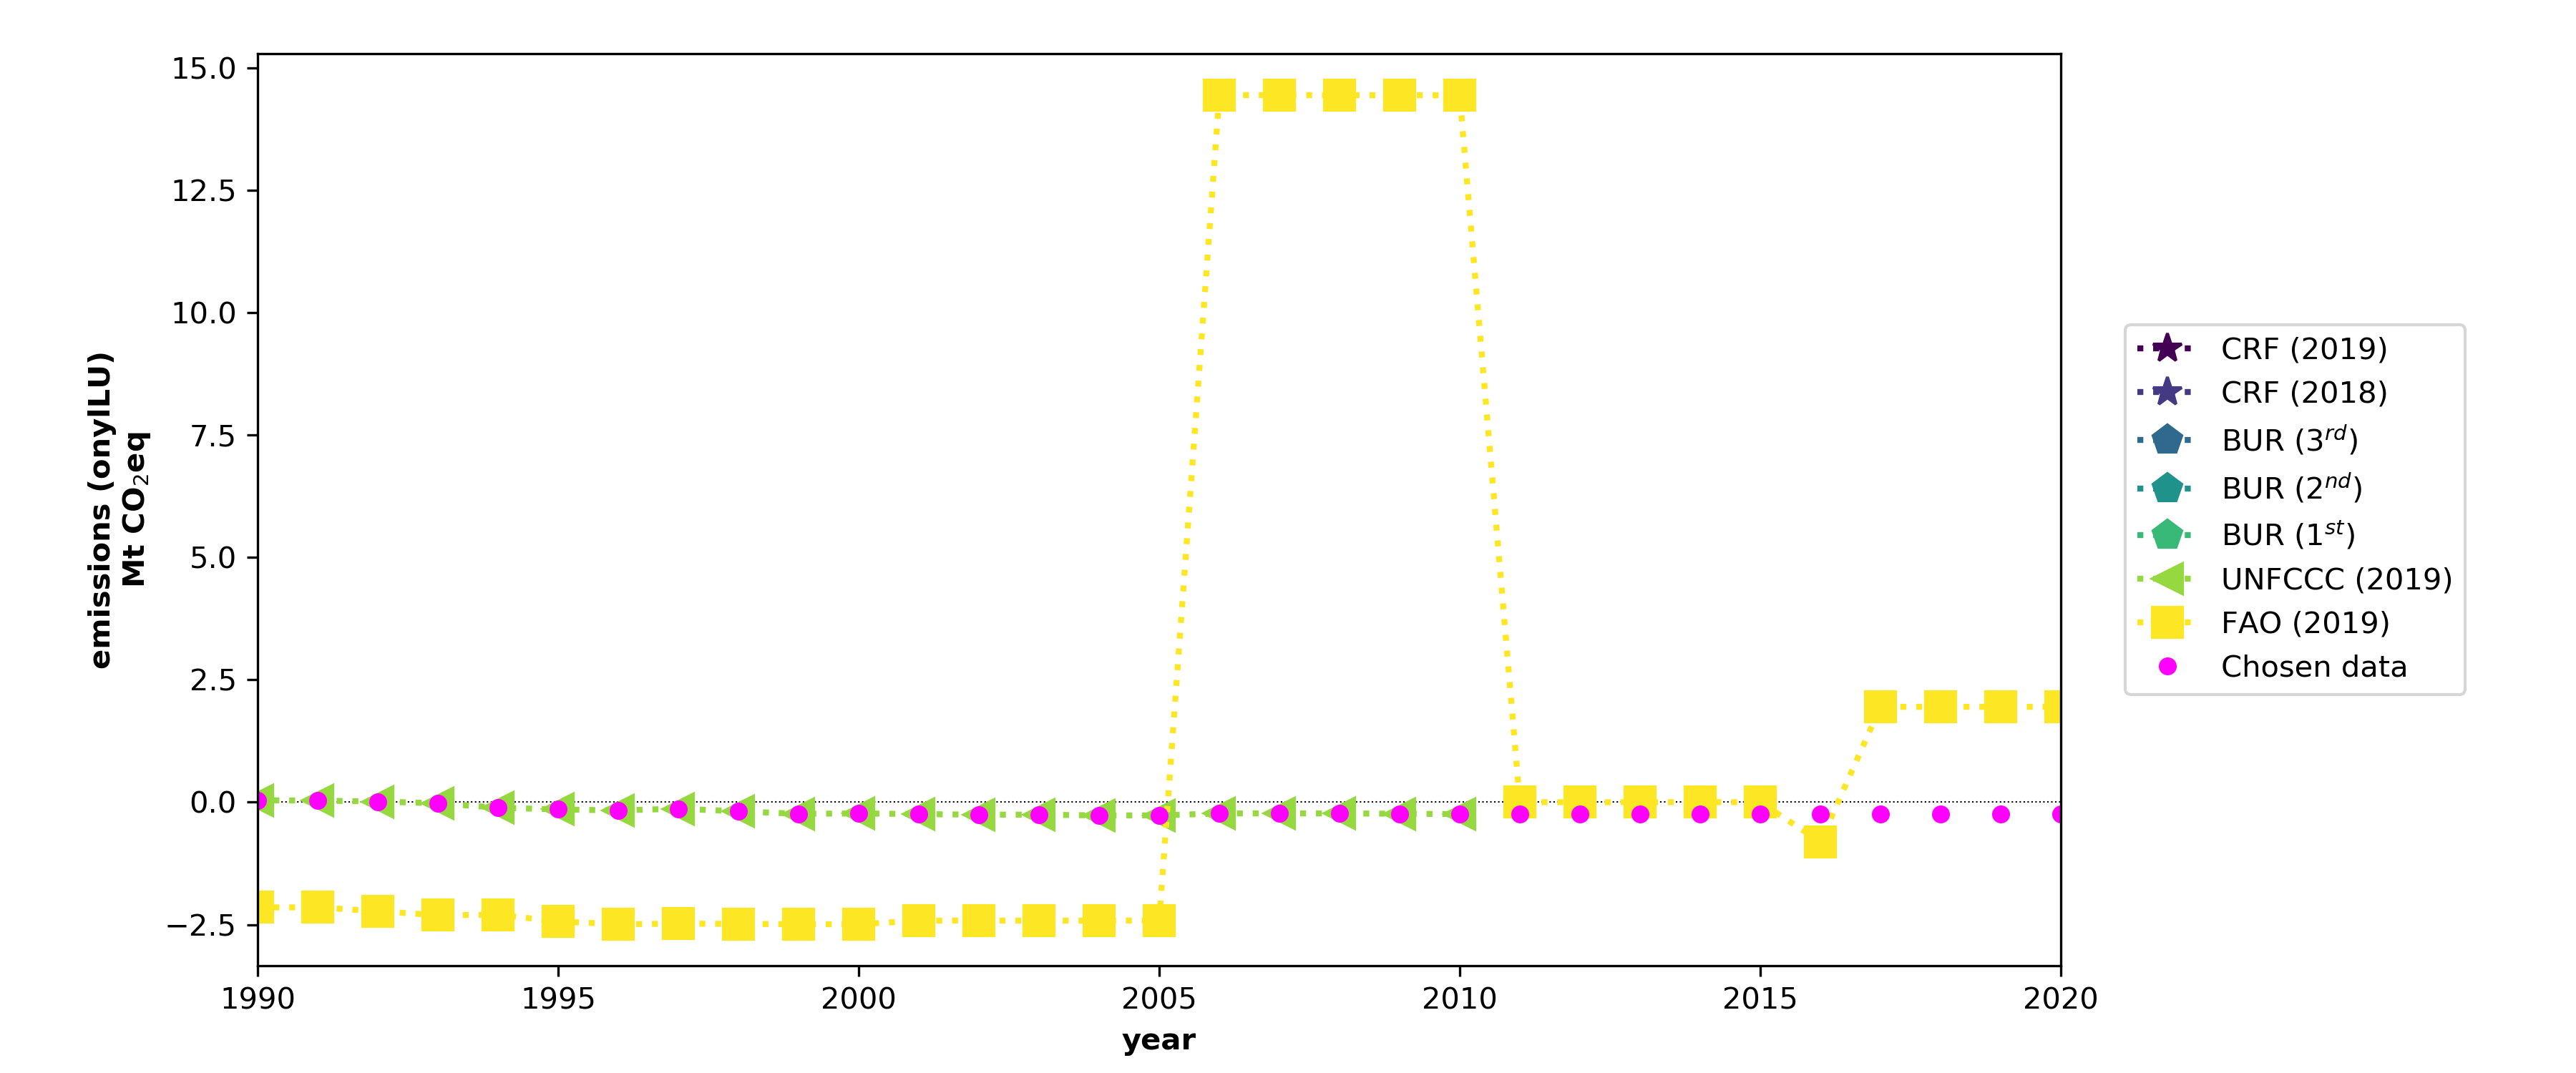 15.0
12.5
10.0
7.5
5.0
2.5
0.0
−2.5
emissions (onylLU)
Mt CO₂eq
1990 1995 2000 2005 2010 2015 2020
year
CRF (2019)
CRF (2018)
BUR (3ʳᵈ)
BUR (2ⁿᵈ)
BUR (1ˢᵗ)
UNFCCC (2019)
FAO (2019)
Chosen data